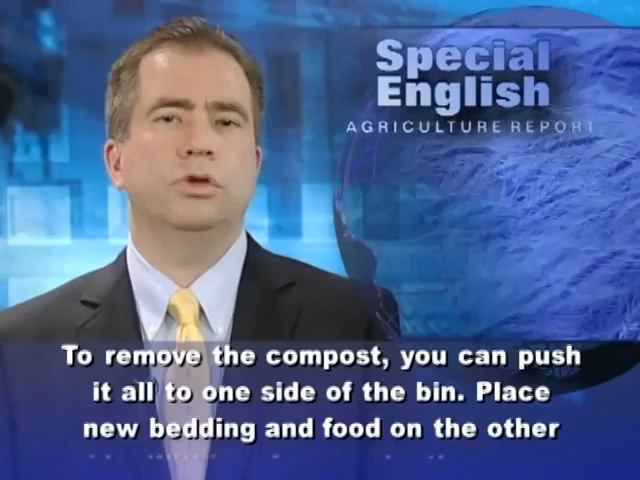 Special
English
AGRICULTURE REPORT
To remove the compost, you can push
it all to one side of the bin. Place
new bedding and food on the other